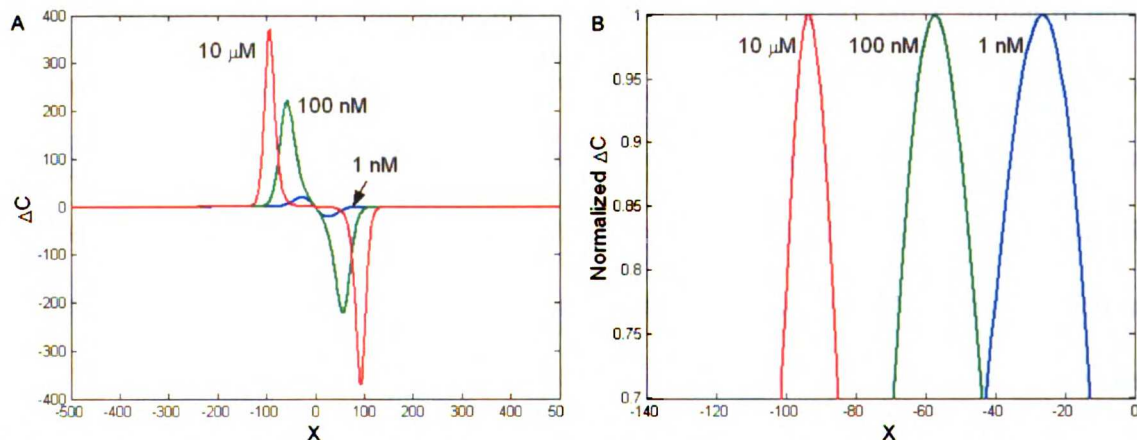 A
400
300
200
100
0
-100
-200
-300
-400
ΔC
10 μM
100 nM
1 nM
-500 -400 -300 -200 -100 0 100 200 300 400 50
X
B
1
0.95
0.9
0.85
0.8
0.75
0.7
Normalized ΔC
10 μM 100 nM 1 nM
-140 -120 -100 -80 -60 -40 -20 0
X